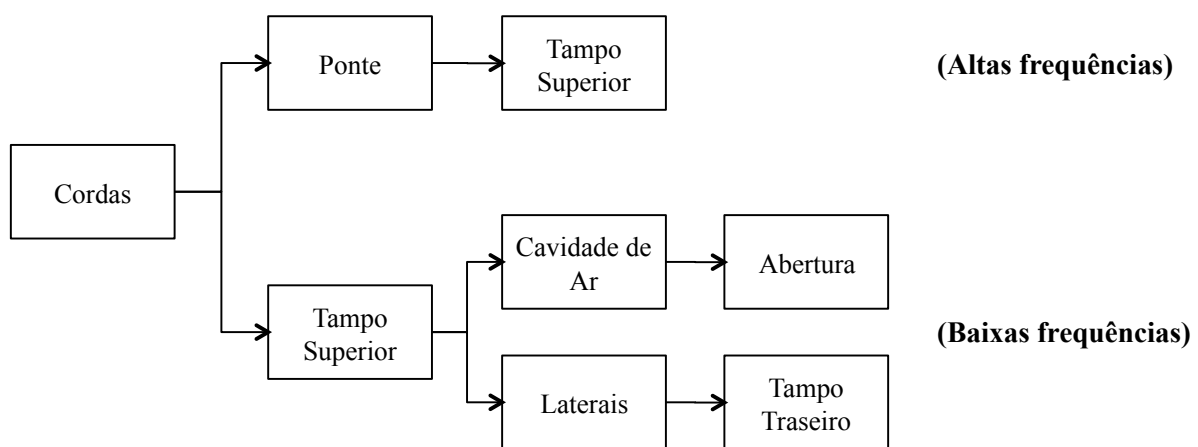 Ponte
Tampo
Superior
(Altas frequências)
Cordas
Cavidade de
Ar
Abertura
Tampo
Superior
(Baixas frequências)
Laterais
Tampo
Traseiro